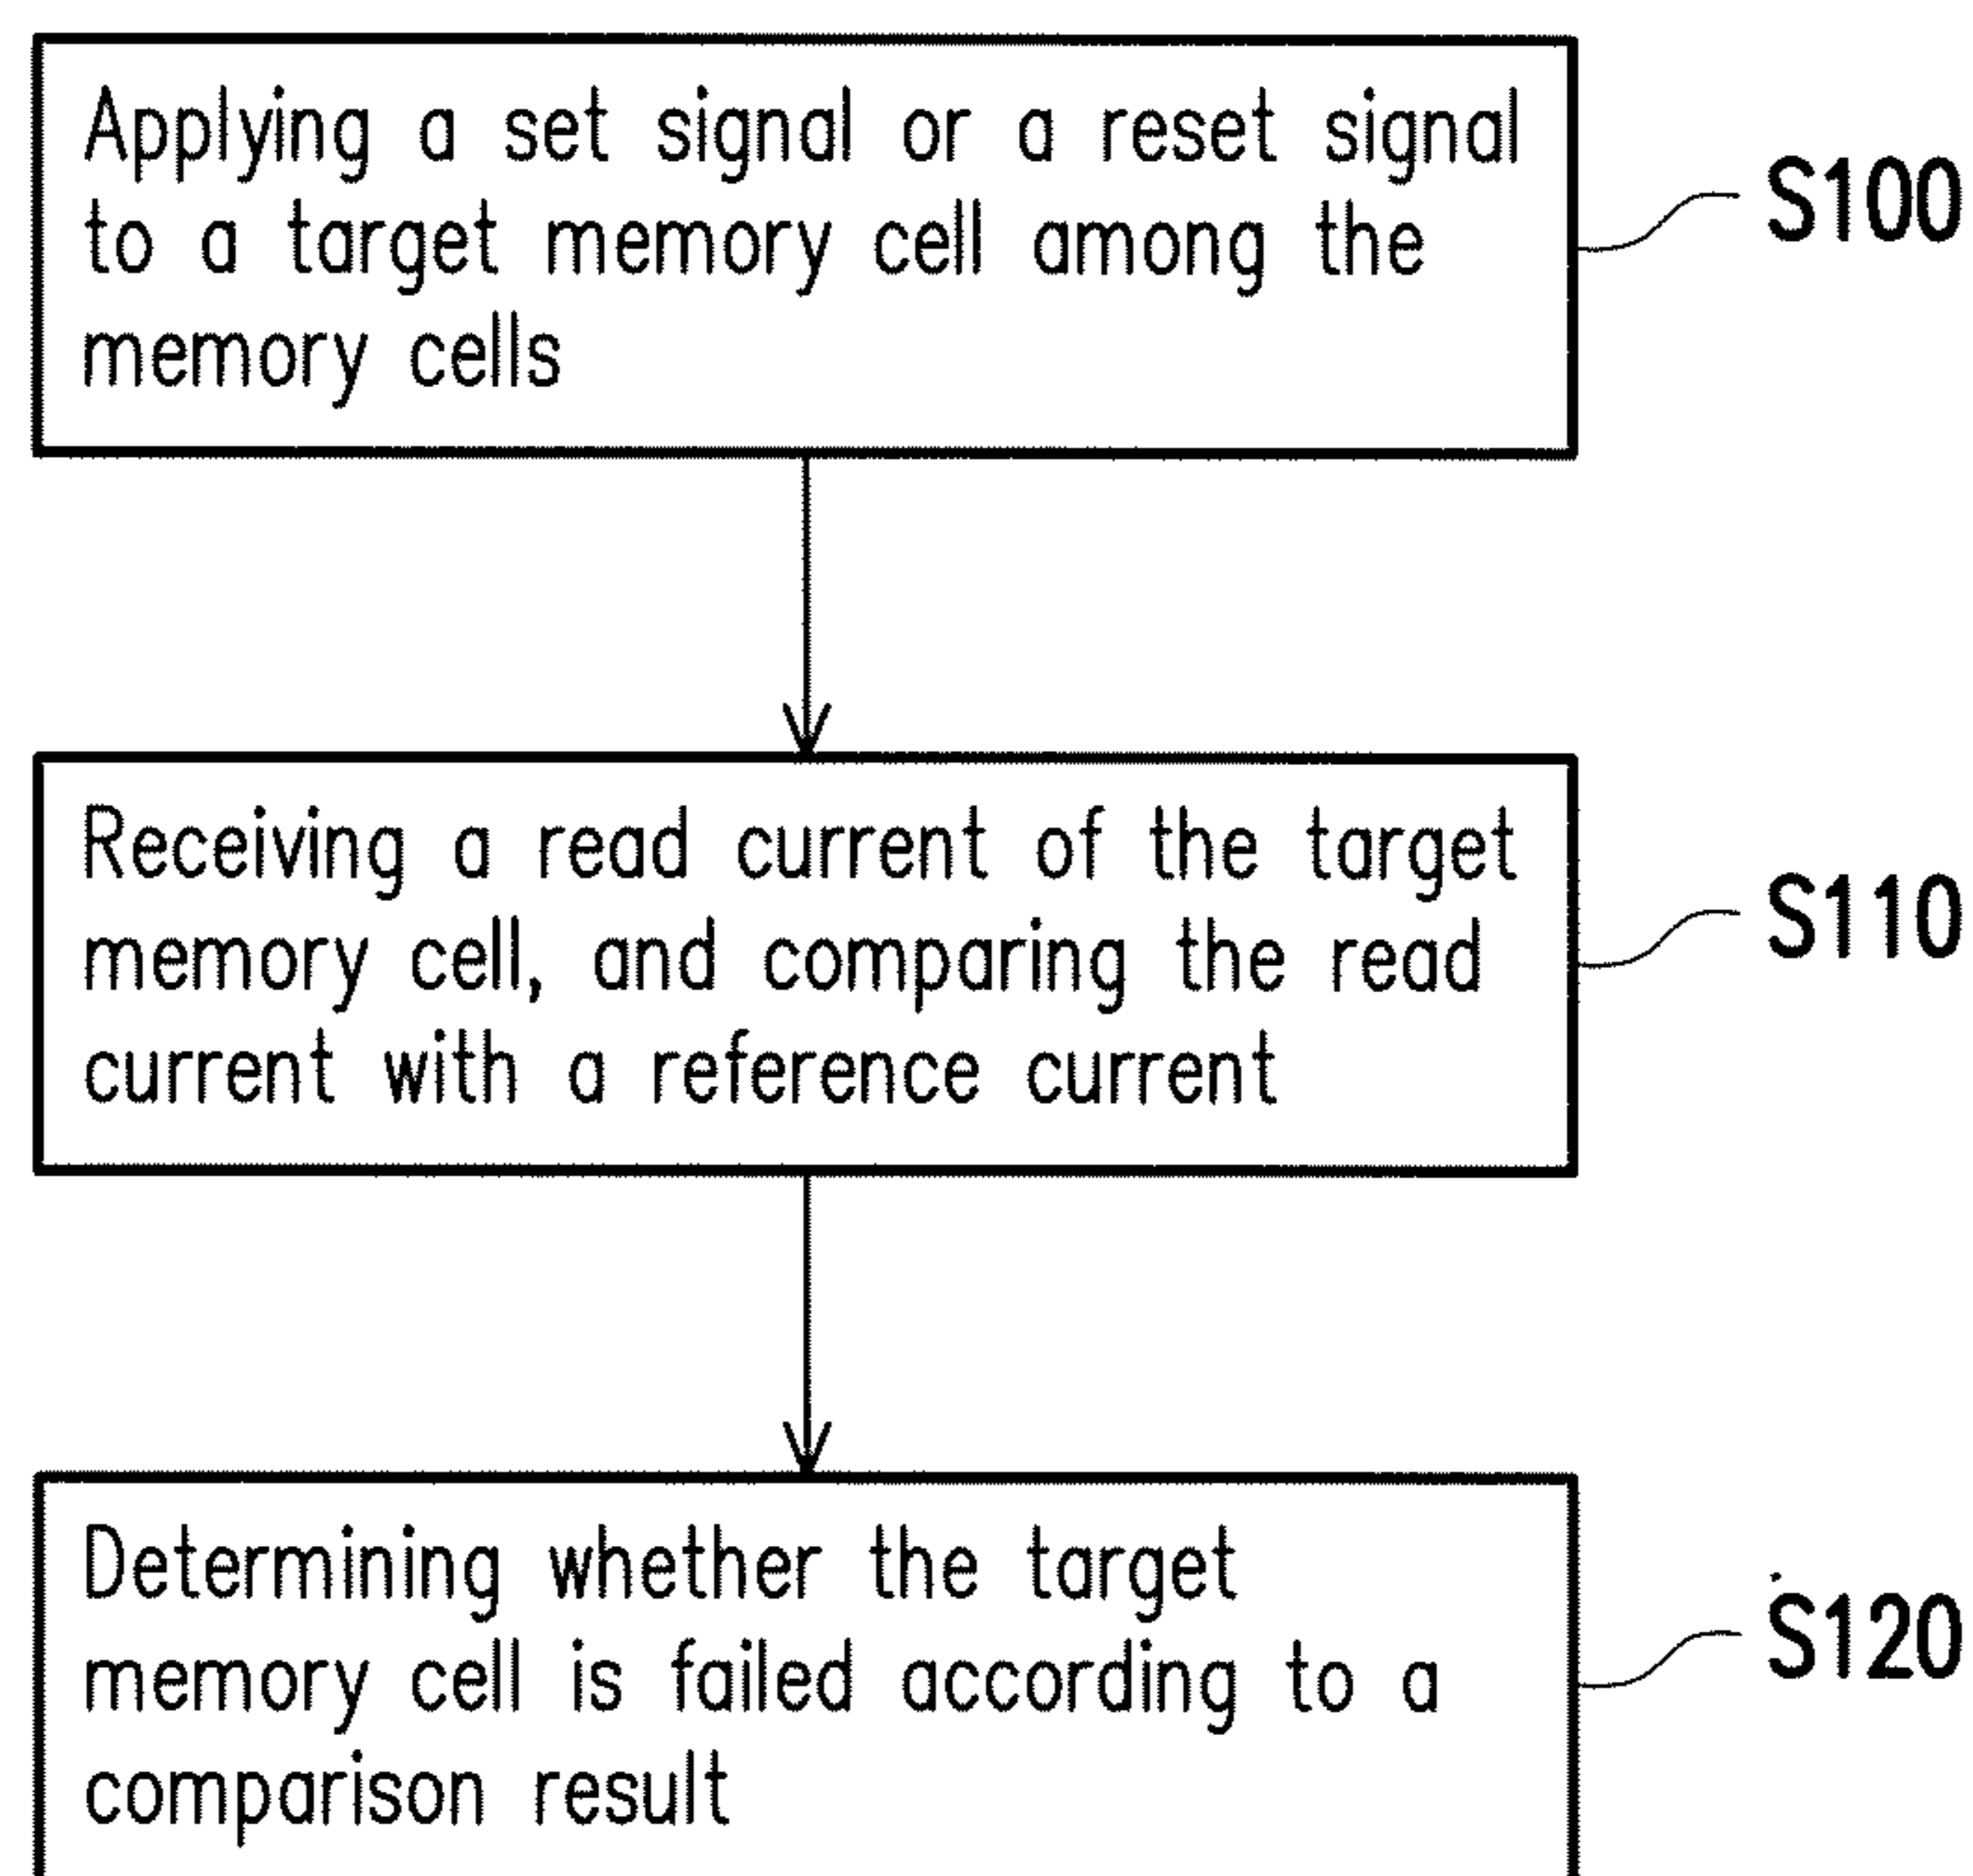 Applying a set signal or a reset signal
to a target memory cell among the
memory cells
S100
Receiving a read current of the target
memory cell, and comparing the read
current with a reference current
S110
Determining whether the target
memory cell is failed according to a
comparison result
S120